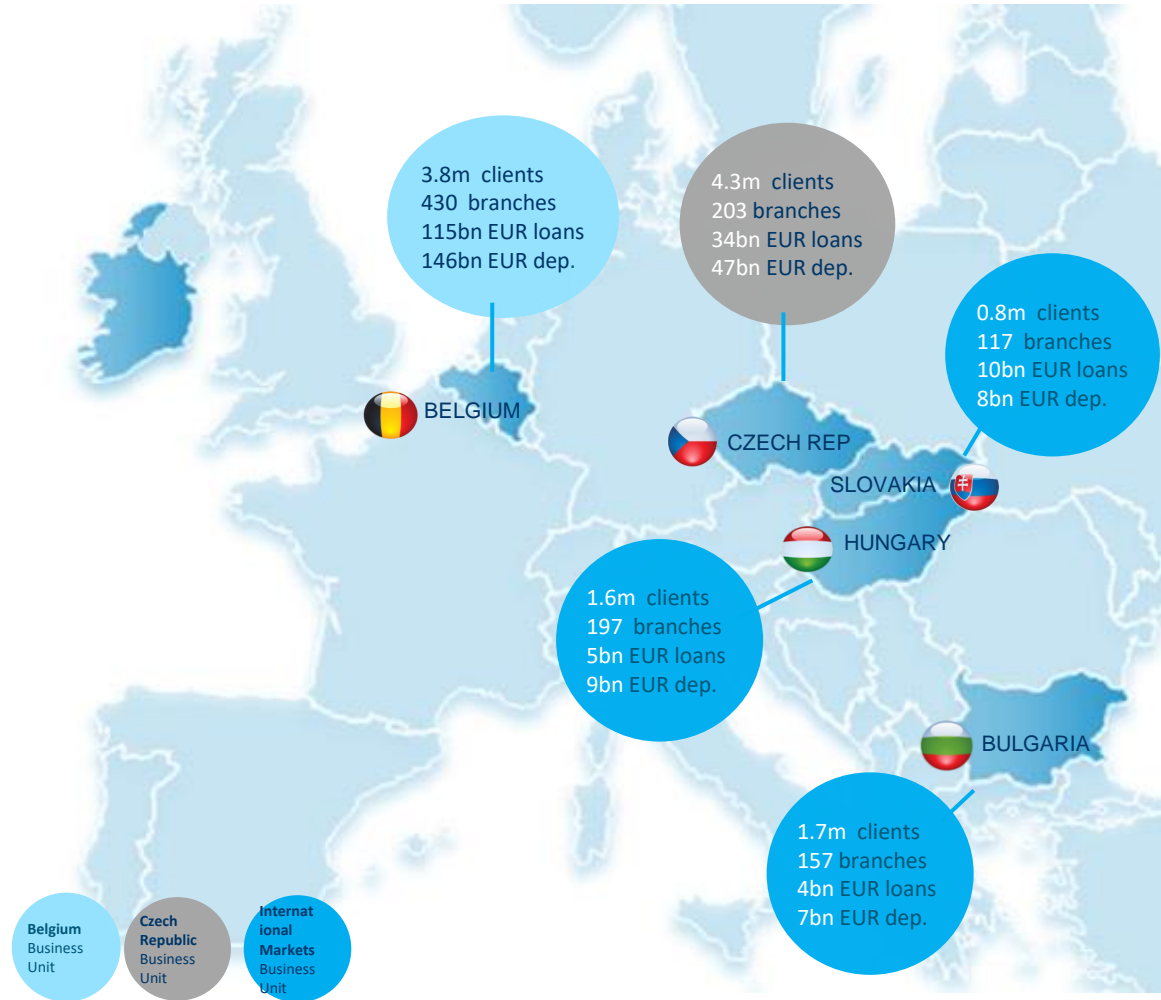 3.8m clients
430 branches
115bn EUR loans
146bn EUR dep.
4.3m clients
203 branches
34bn EUR loans
47bn EUR dep.
0.8m clients
117 branches
10bn EUR loans
8bn EUR dep.
BELGIUM
CZECH REP
SLOVAKIA
HUNGARY
1.6m clients
197 branches
5bn EUR loans
9bn EUR dep.
BULGARIA
1.7m clients
157 branches
4bn EUR loans
7bn EUR dep.
Belgium
Business
Unit
Czech
Republic
Business
Unit
Internat
ional
Markets
Business
Unit